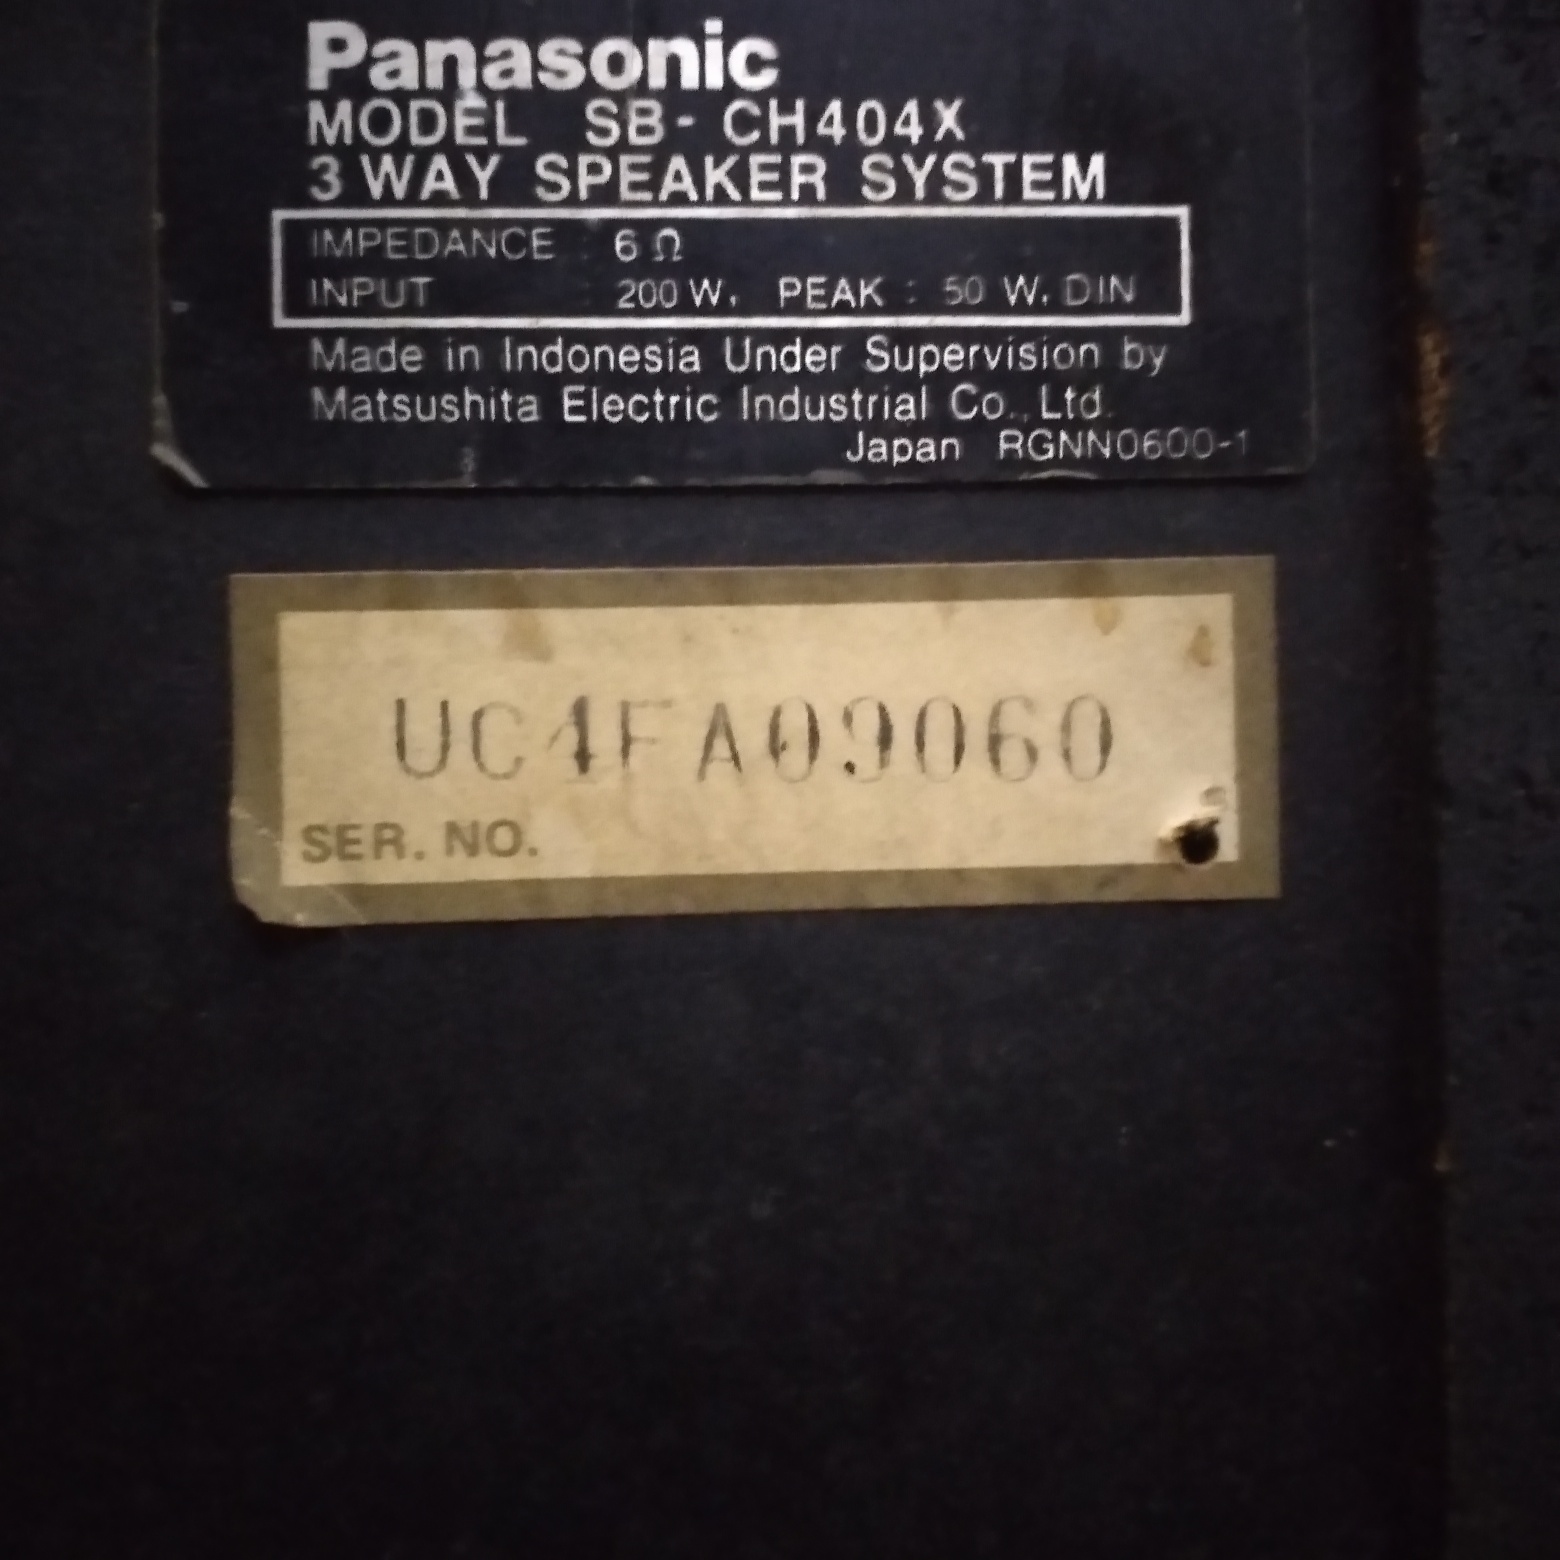 Panasonic
MODEL SB-CH404X
3 WAY SPEAKER SYSTEM
IMPEDANCE : 6 Ω
INPUT : 200 W. PEAK : 50 W. DIN
Made in Indonesia Under Supervision by
Matsushita Electric Industrial Co., Ltd.
Japan RGNN0600-1
UC4FA09060
SER. NO.